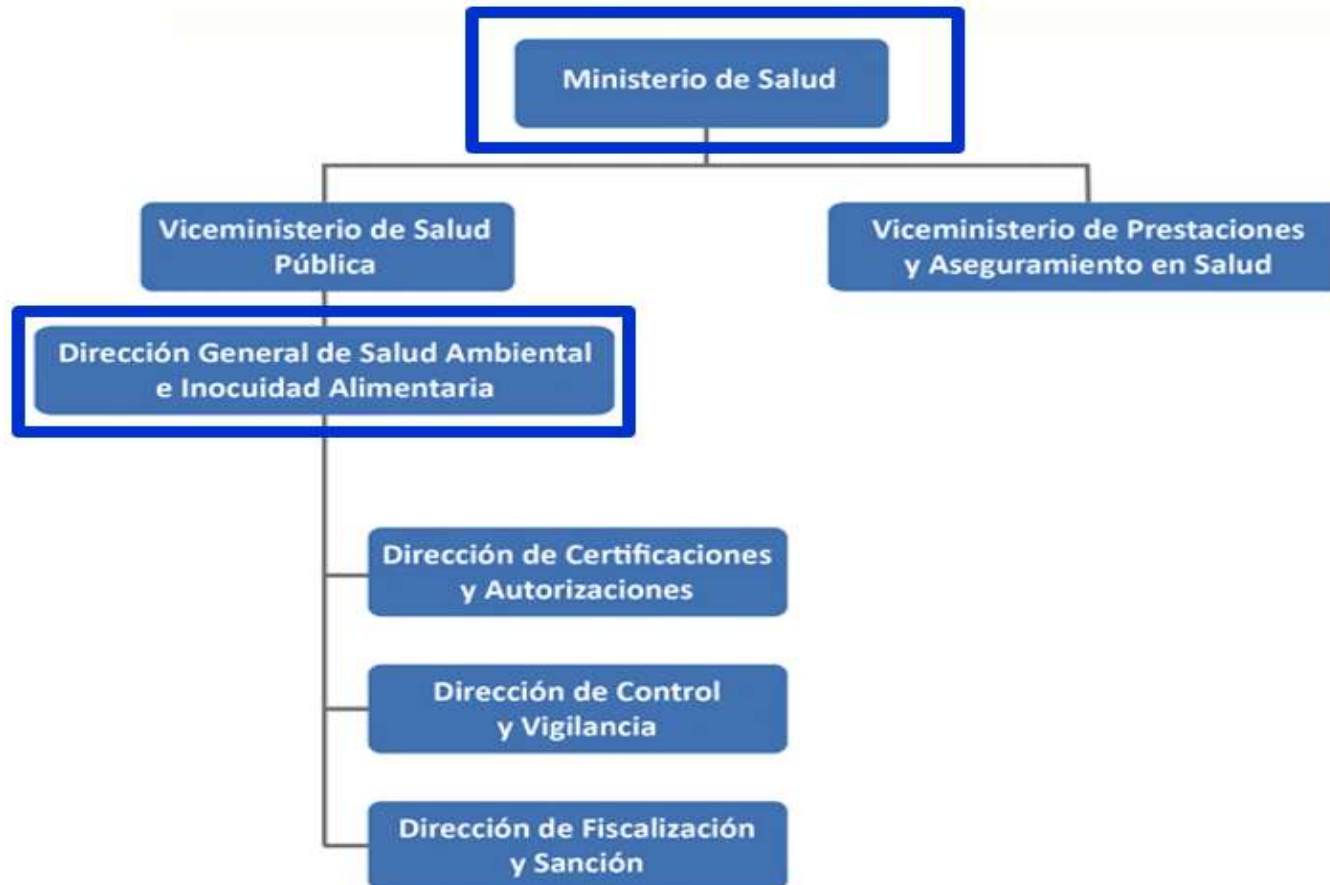 Ministerio de Salud
Viceministerio de Salud
Pública
Viceministerio de Prestaciones
y Aseguramiento en Salud
Dirección General de Salud Ambiental
e Inocuidad Alimentaria
Dirección de Certificaciones
y Autorizaciones
Dirección de Control
y Vigilancia
Dirección de Fiscalización
y Sanción